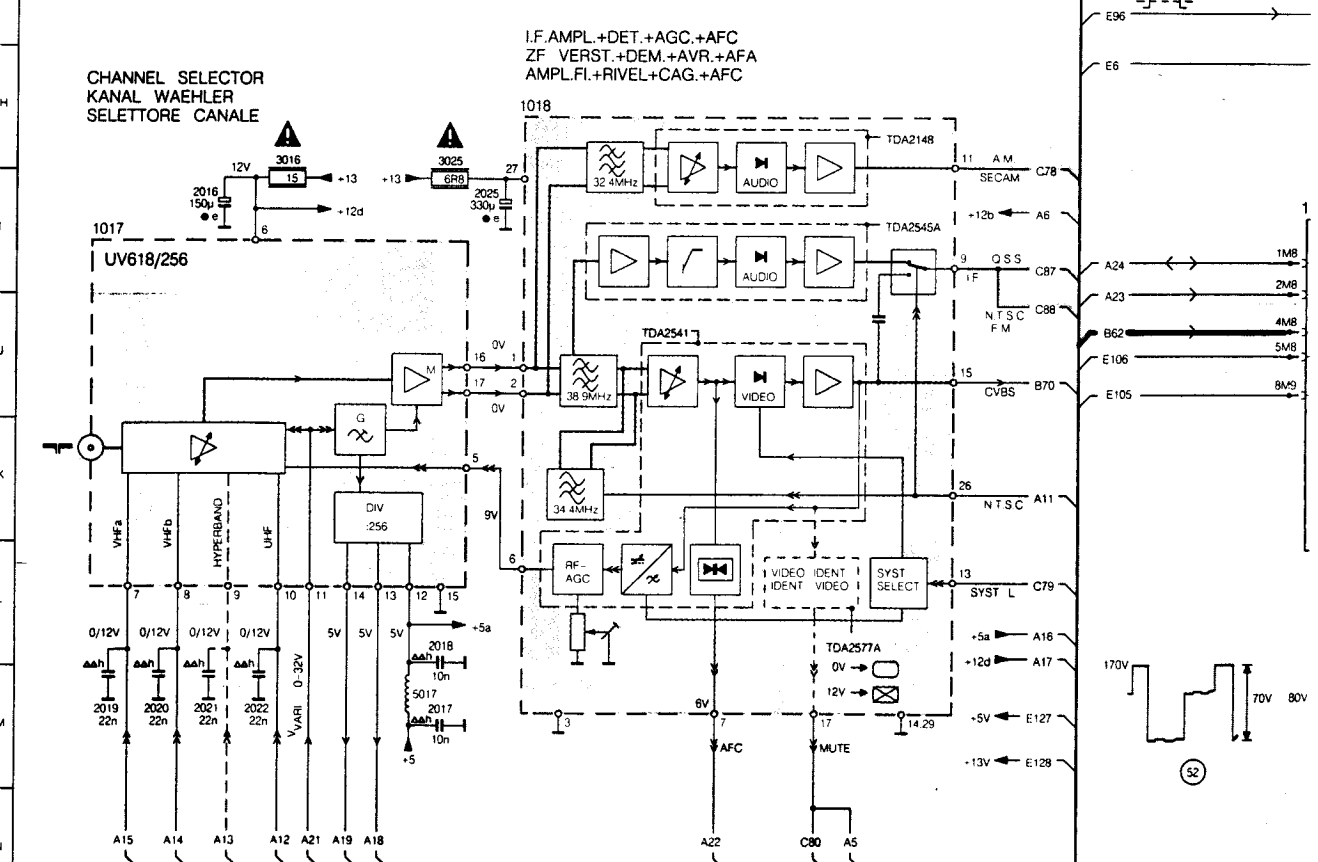 E96
I.F.AMPL.+DET.+AGC.+AFC
ZF VERST.+DEM.+AVR.+AFA
AMPL.FI.+RIVEL+CAG.+AFC
E6
CHANNEL SELECTOR
KANAL WAEHLER
SELETTORE CANALE
H
1018
TDA2148
3016
3025
12V
15
+13
+13
6R8
27
32.4MHz
AUDIO
11
A.M.
SECAM
C78
2016
150µ
e
+12d
2025
330µ
e
+12b
A6
6
1017
UV618/256
TDA2545A
1
AUDIO
9
QSS
I F
C87
A24
1M8
N.T.S.C
F M
C88
A23
2M8
TDA2541
B62
4M8
E106
5M8
M
16
0V
1
17
0V
2
38.9MHz
VIDEO
15
CVBS
B70
E105
8M9
G
5
K
DIV
:256
34.4MHz
26
N.T.S.C
A11
VHFa
VHFb
HYPERBAND
UHF
9V
6
RF-
AGC
VIDEO IDENT
IDENT VIDEO
SYST
SELECT
13
SYST L
C79
7
8
9
10
11
14
13
12
15
0/12V
0/12V
0/12V
0/12V
5V
5V
5V
+5a
+5a
A16
TDA2577A
0V
+12d
A17
12V
ΔΔh
ΔΔh
ΔΔh
ΔΔh
2019
22n
2020
22n
2021
22n
2022
22n
VVARI 0-32V
ΔΔh
2018
10n
5017
ΔΔh
2017
10n
+5
6V
3
7
17
14.29
AFC
MUTE
+5V
E127
+13V
E128
170V
70V
80V
52
M
A15
A14
A13
A12
A21
A19
A18
A22
C80
A5